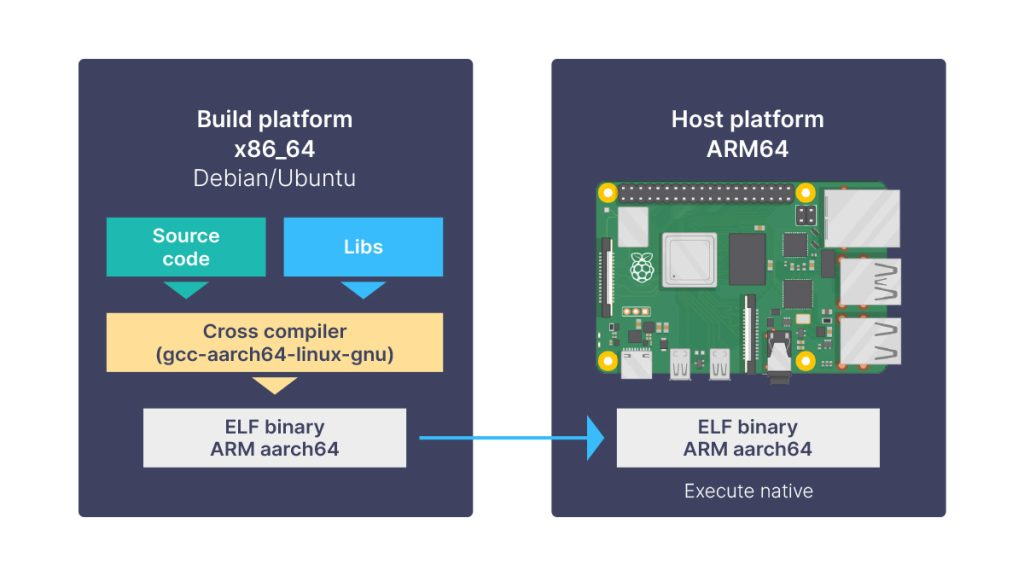 Build platform
x86_64
Debian/Ubuntu
Source
code
Libs
Cross compiler
(gcc-aarch64-linux-gnu)
ELF binary
ARM aarch64
Host platform
ARM64
ELF binary
ARM aarch64
Execute native